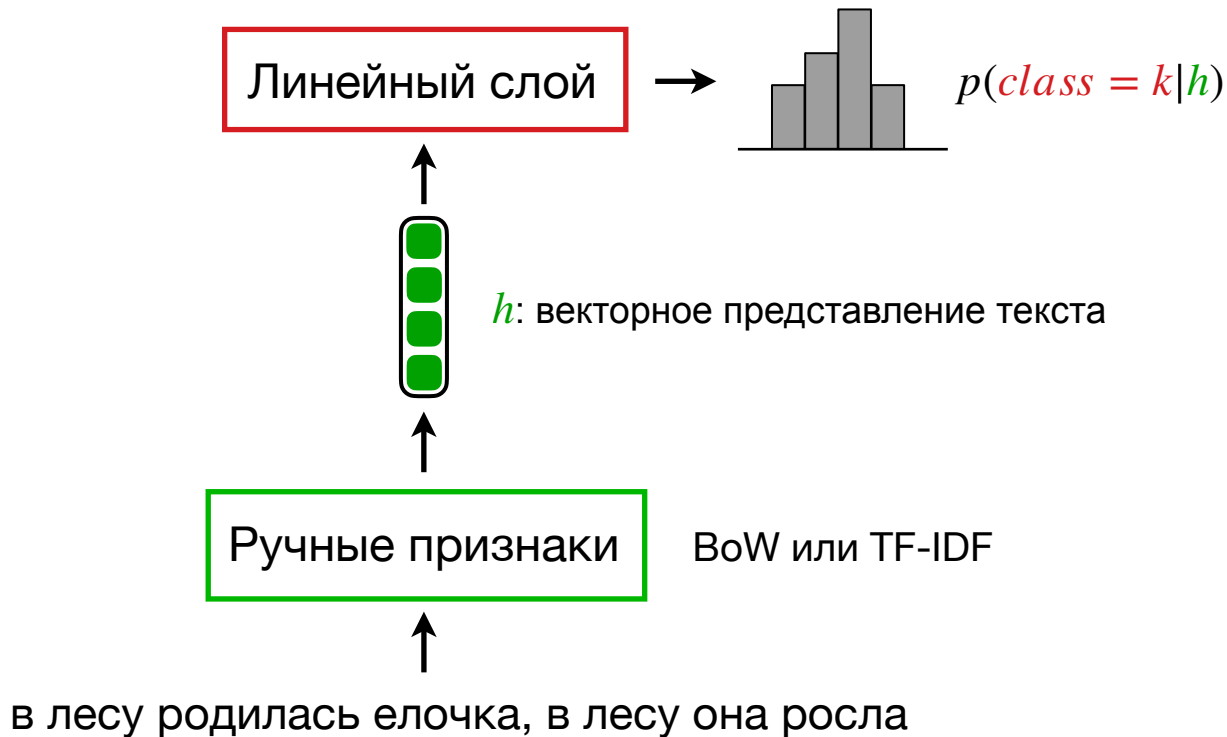 Линейный слой
p(class = k|h)
h: векторное представление текста
Ручные признаки
BoW или TF-IDF
в лесу родилась елочка, в лесу она росла